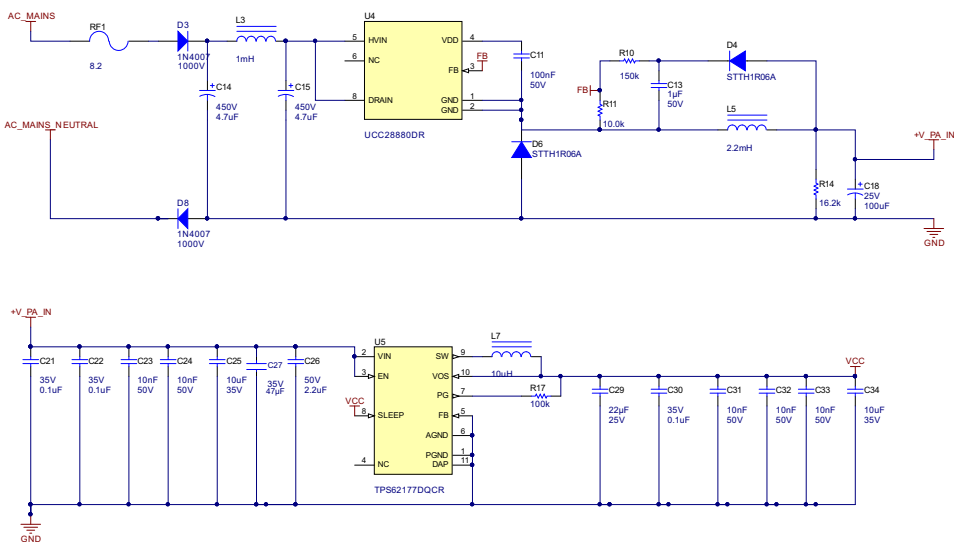 AC_MAINS
RF1
8.2
D3
1N4007
1000V
L3
1mH
C14
450V
4.7uF
C15
450V
4.7uF
U4
5 HVIN
6 NC
8 DRAIN
VDD 4
FB 3
GND 1
GND 2
UCC28880DR
FB
C11
100nF
50V
D6
STTH1R06A
FB
R10
150k
R11
10.0k
C13
1µF
50V
D4
STTH1R06A
L5
2.2mH
R14
16.2k
C18
25V
100uF
+V_PA_IN
GND
AC_MAINS_NEUTRAL
D8
1N4007
1000V
+V_PA_IN
C21
35V
0.1uF
C22
35V
0.1uF
C23
10nF
50V
C24
10nF
50V
C25
10uF
35V
C27
35V
47µF
C26
50V
2.2uF
GND
VCC
U5
2 VIN
3 EN
8 SLEEP
4 NC
SW 9
VOS 10
PG 7
FB 5
AGND 6
PGND 1
DAP 11
TPS62177DQCR
L7
10uH
R17
100k
C29
22µF
25V
C30
35V
0.1uF
C31
10nF
50V
C32
10nF
50V
C33
10nF
50V
VCC
C34
10uF
35V